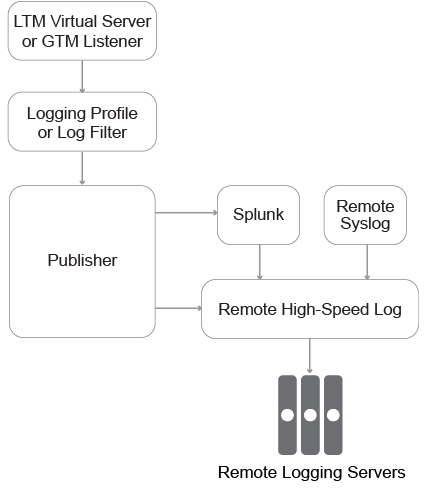 LTM Virtual Server
or GTM Listener
Logging Profile
or Log Filter
Publisher
Splunk
Remote
Syslog
Remote High-Speed Log
Remote Logging Servers